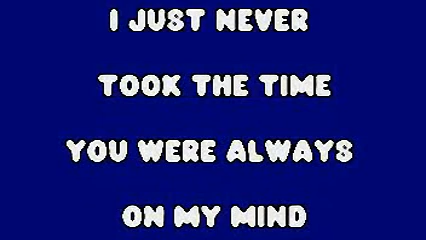 I JUST NEVER
TOOK THE TIME
YOU WERE ALWAYS
ON MY MIND